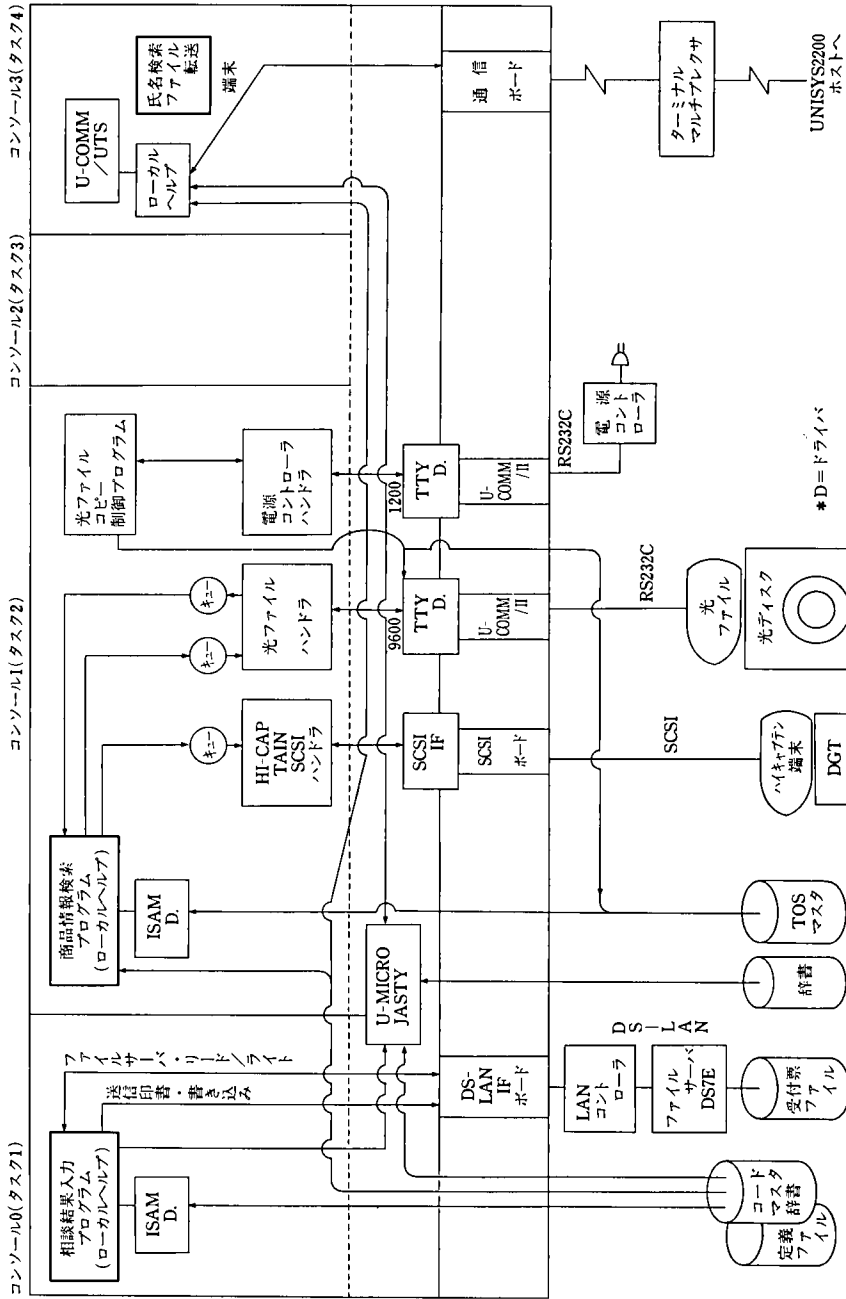 コンソール0(タスク1)
コンソール1(タスク2)
コンソール2(タスク3)
コンソール3(タスク4)
相談結果入力
プログラム
(ローカルヘルプ)
ISAM
D.
ファイルサーバ・リード/ライト
送信印書・書き込み
商品情報検索
プログラム
(ローカルヘルプ)
ISAM
D.
キュー
キュー
キュー
HI-CAP
TAIN
SCSI
ハンドラ
光ファイル
ハンドラ
光ファイル
コピー
制御プログラム
電源
コントローラ
ハンドラ
U-COMM
/UTS
ローカル
ヘルプ
氏名検索
ファイル
転送
端末
U-MICRO
JASTY
9600
1200
DS-
LAN
IF
ボード
SCSI
IF
SCSI
ボード
TTY
D.
U-
COMM
/II
TTY
D.
U-
COMM
/II
通信
ボード
LAN
コント
ローラ
ファイル
サーバ
DS7E
DS-LAN
SCSI
RS232C
RS232C
電源
コント
ローラ
ターミナル
マルチプレクサ
UNISYS2200
ホストへ
定義
ファイル
コード
マスタ
辞書
受付票
ファイル
辞書
TOS
マスタ
ハイキャプテン
端末
DGT
光
ファイル
光ディスク
*D=ドライバ